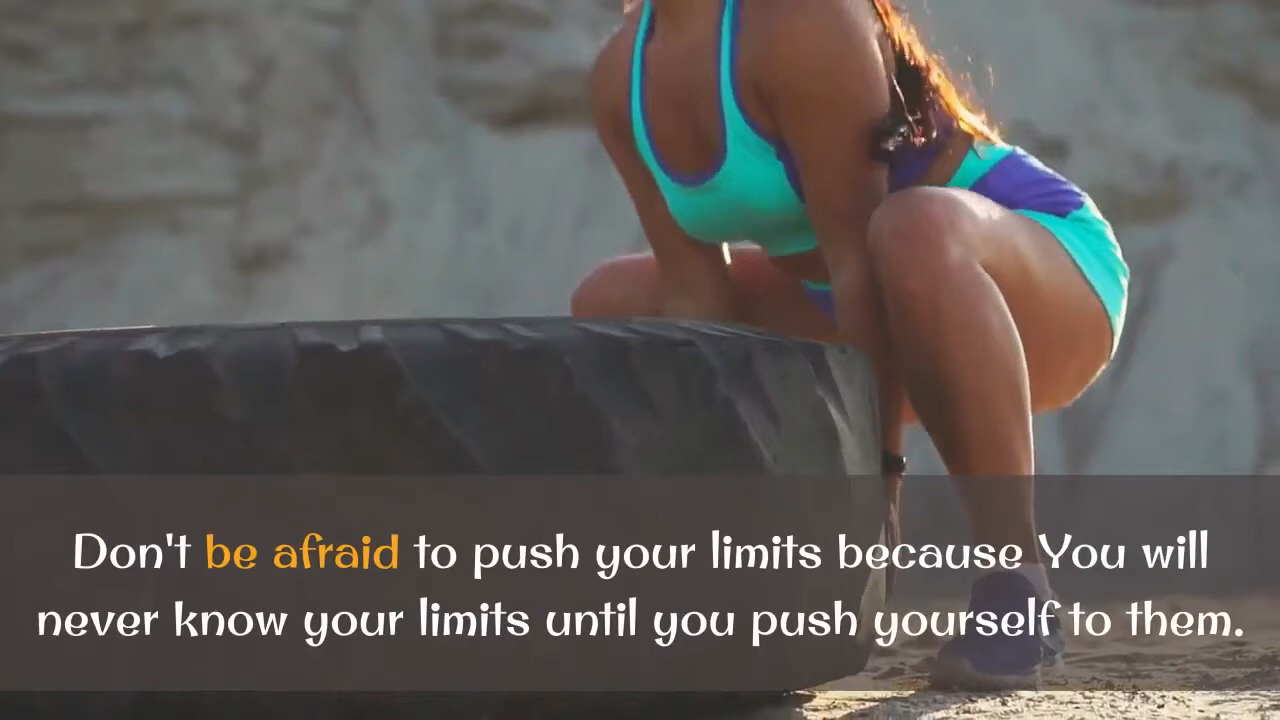 Don't be afraid to push your limits because You will
never know your limits until you push yourself to them.